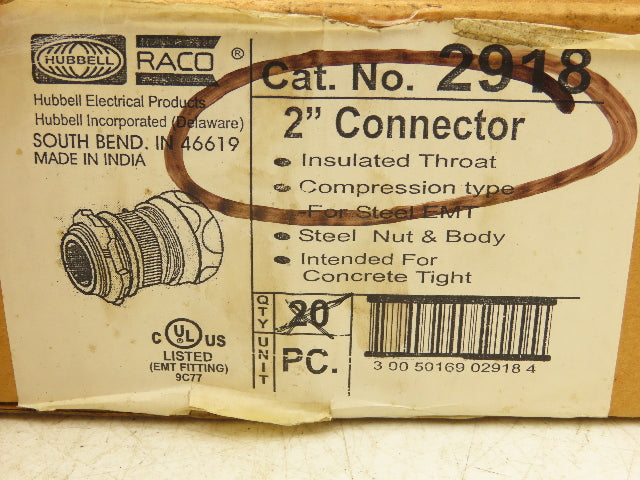 HUBBELL RACO ®
Hubbell Electrical Products
Hubbell Incorporated (Delaware)
SOUTH BEND. IN 46619
MADE IN INDIA
Cat. No. 2918
2” Connector
• Insulated Throat
• Compression type
-For Steel EMT
• Steel Nut & Body
• Intended For
Concrete Tight
C UL US
LISTED
(EMT FITTING)
9C77
QTY 20
UNIT PC.
3 00 50169 02918 4